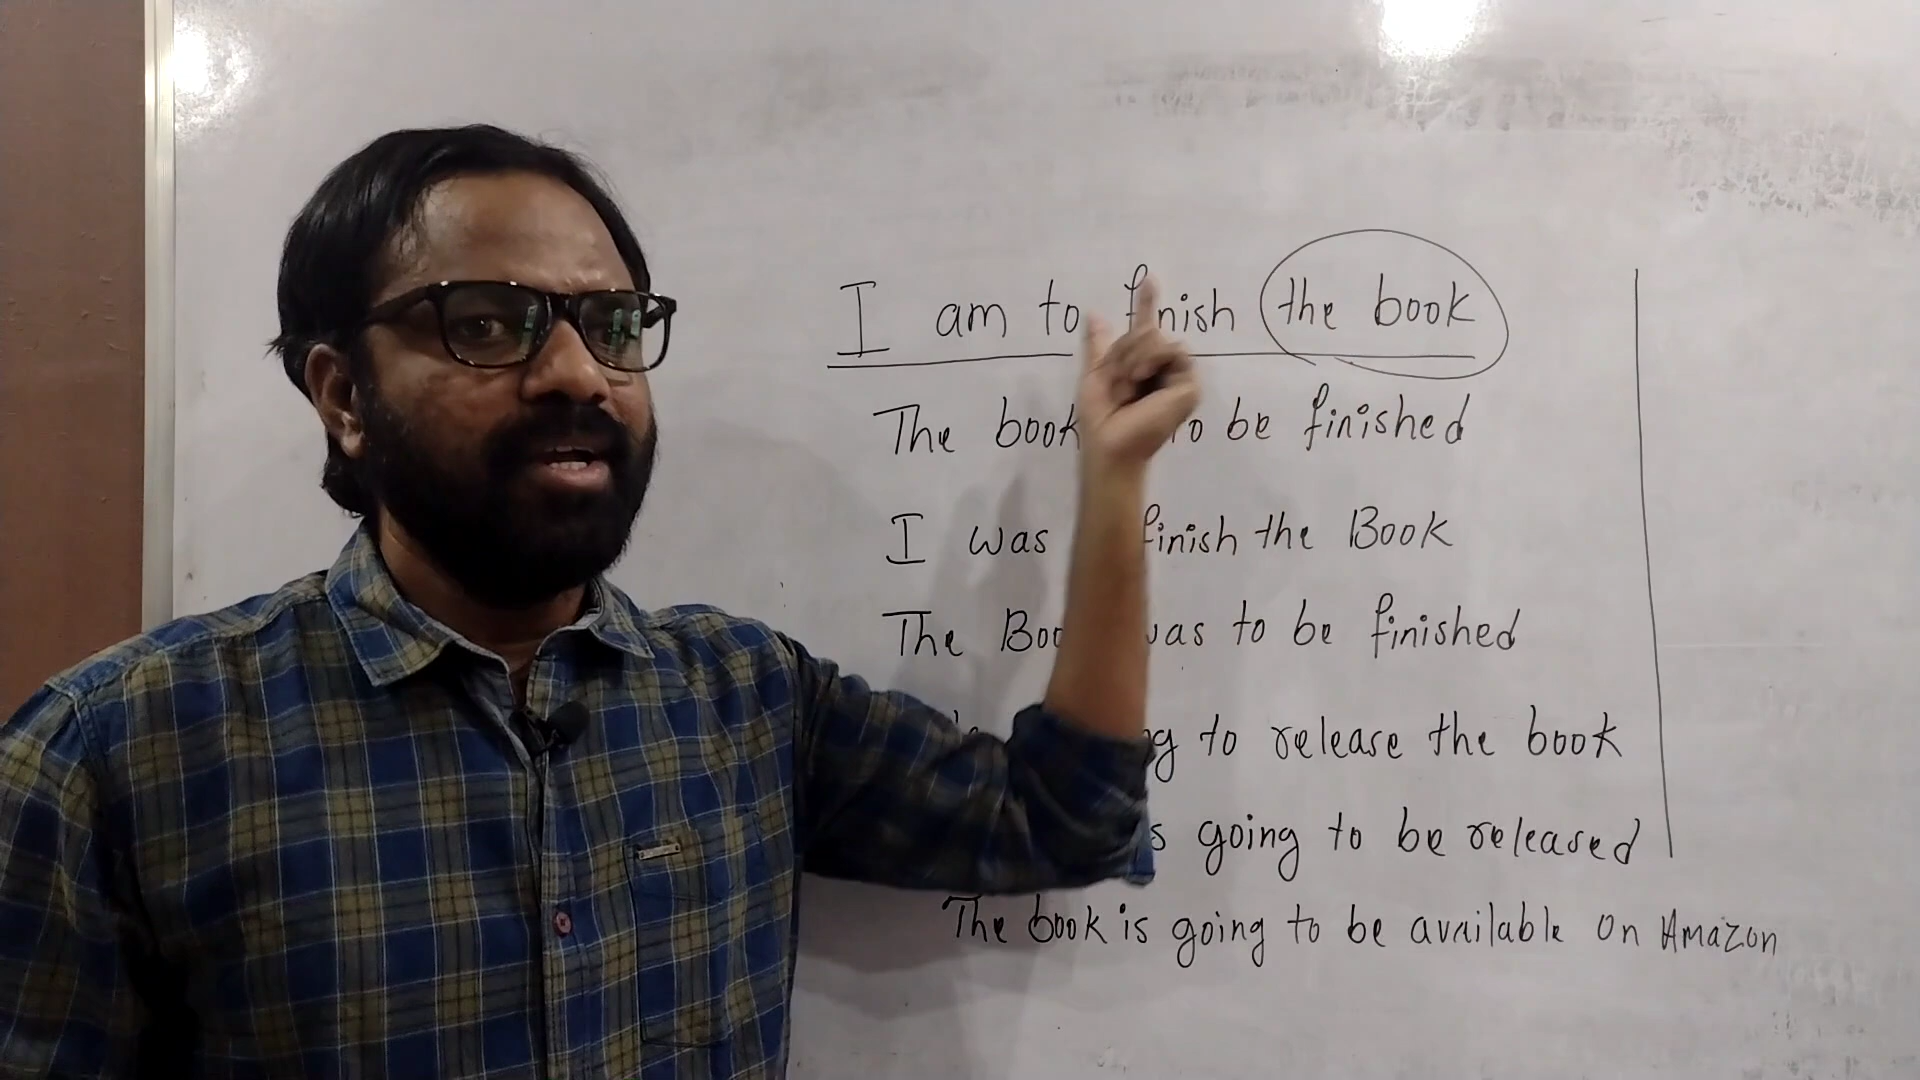 I am to finish the book
The book to be finished
I was finish the Book
The was to be finished
to release the book
going to be released
The book is going to be available on Amazon